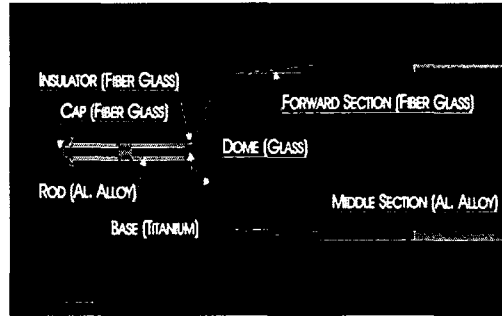 INSULATOR (FIBER GLASS)
CAP (FIBER GLASS)
FORWARD SECTION (FIBER GLASS)
DOME (GLASS)
ROD (AL. ALLOY)
MIDDLE SECTION (AL. ALLOY)
BASE (TITANIUM)